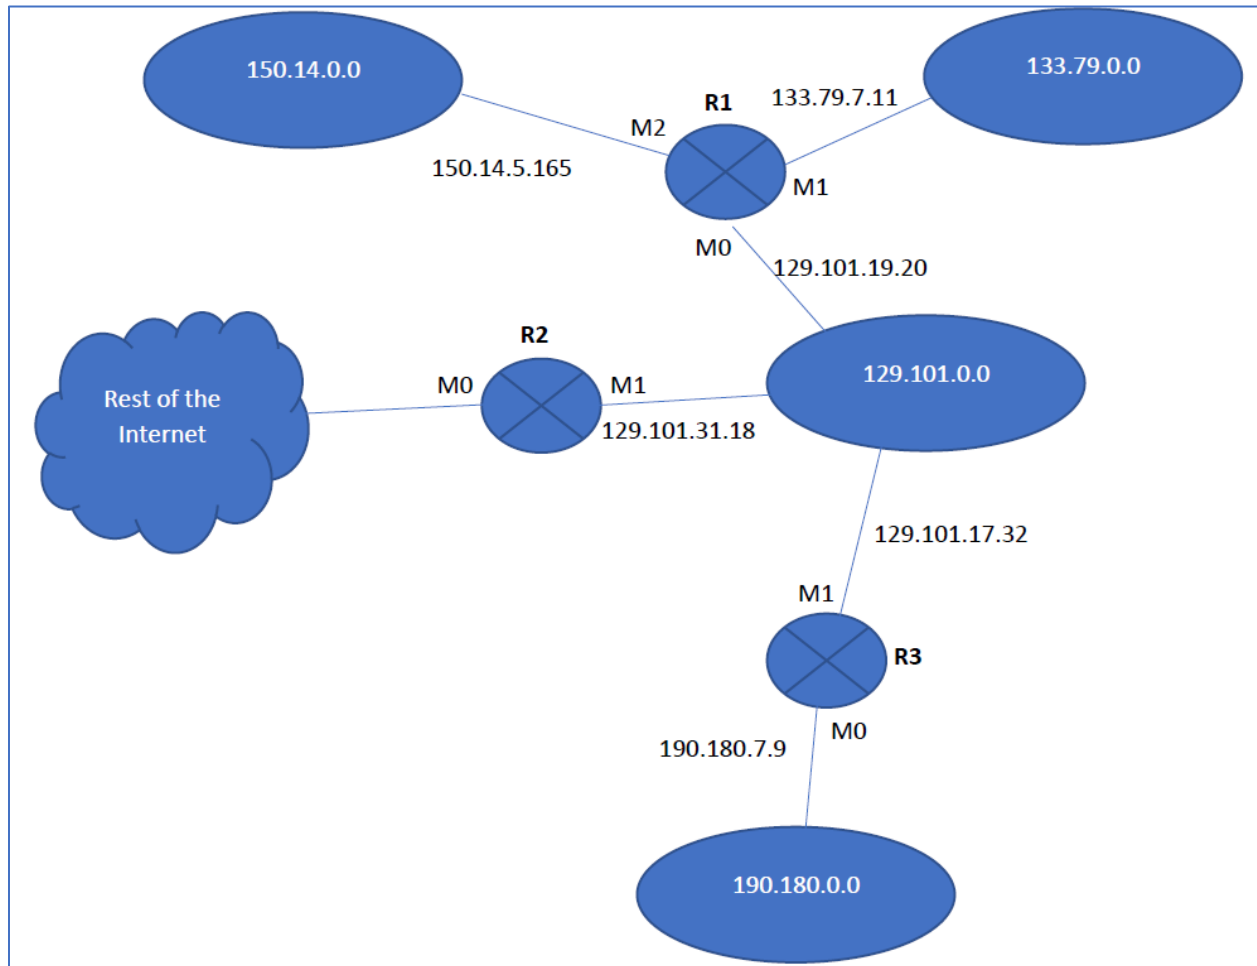 150.14.0.0
133.79.0.0
133.79.7.11
R1
M2
150.14.5.165
M1
M0
129.101.19.20
R2
129.101.0.0
Rest of the
Internet
M0
M1
129.101.31.18
129.101.17.32
M1
R3
M0
190.180.7.9
190.180.0.0